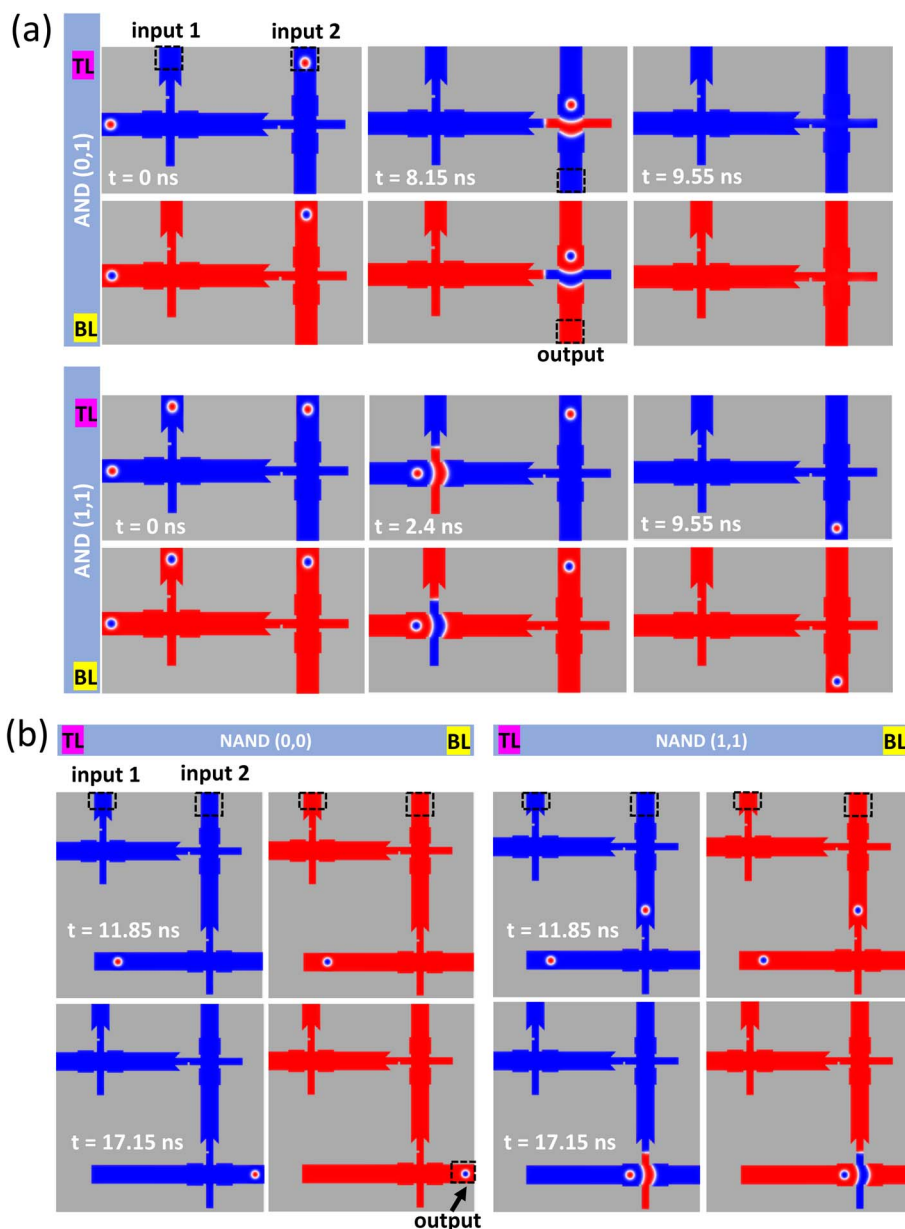 (a)
input 1
input 2
TL
AND (0,1)
t = 0 ns
t = 8.15 ns
t = 9.55 ns
BL
output
TL
AND (1,1)
t = 0 ns
t = 2.4 ns
t = 9.55 ns
BL
(b)
TL
NAND (0,0)
BL
TL
NAND (1,1)
BL
input 1
input 2
t = 11.85 ns
t = 11.85 ns
t = 17.15 ns
t = 17.15 ns
output